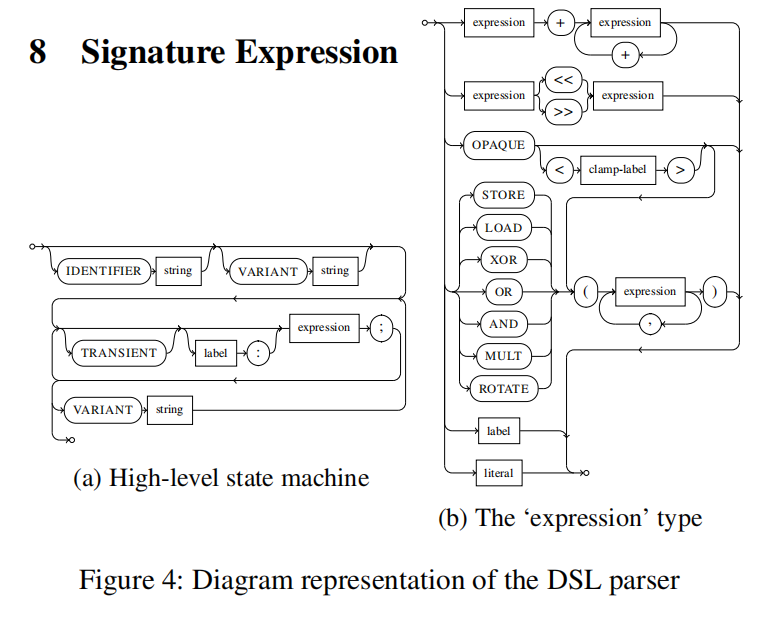 8 Signature Expression
IDENTIFIER string VARIANT string
TRANSIENT label : expression ;
VARIANT string
(a) High-level state machine
expression + expression
+
expression << >> expression
OPAQUE
< clamp-label >
STORE
LOAD
XOR
OR
AND
MULT
ROTATE
( expression )
,
label
literal
(b) The ‘expression’ type
Figure 4: Diagram representation of the DSL parser